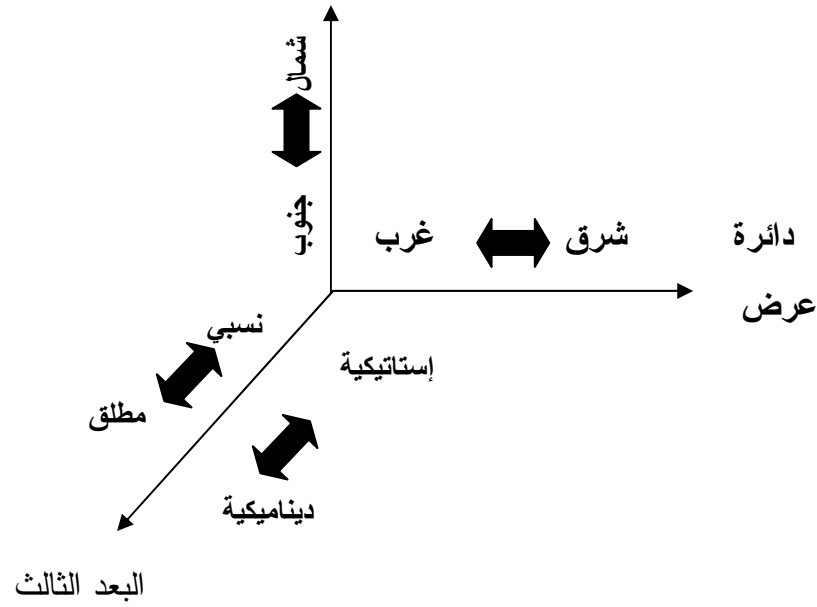 شمال
جنوب
غرب
شرق
دائرة
عرض
نسبي
مطلق
إستاتيكية
ديناميكية
البعد الثالث